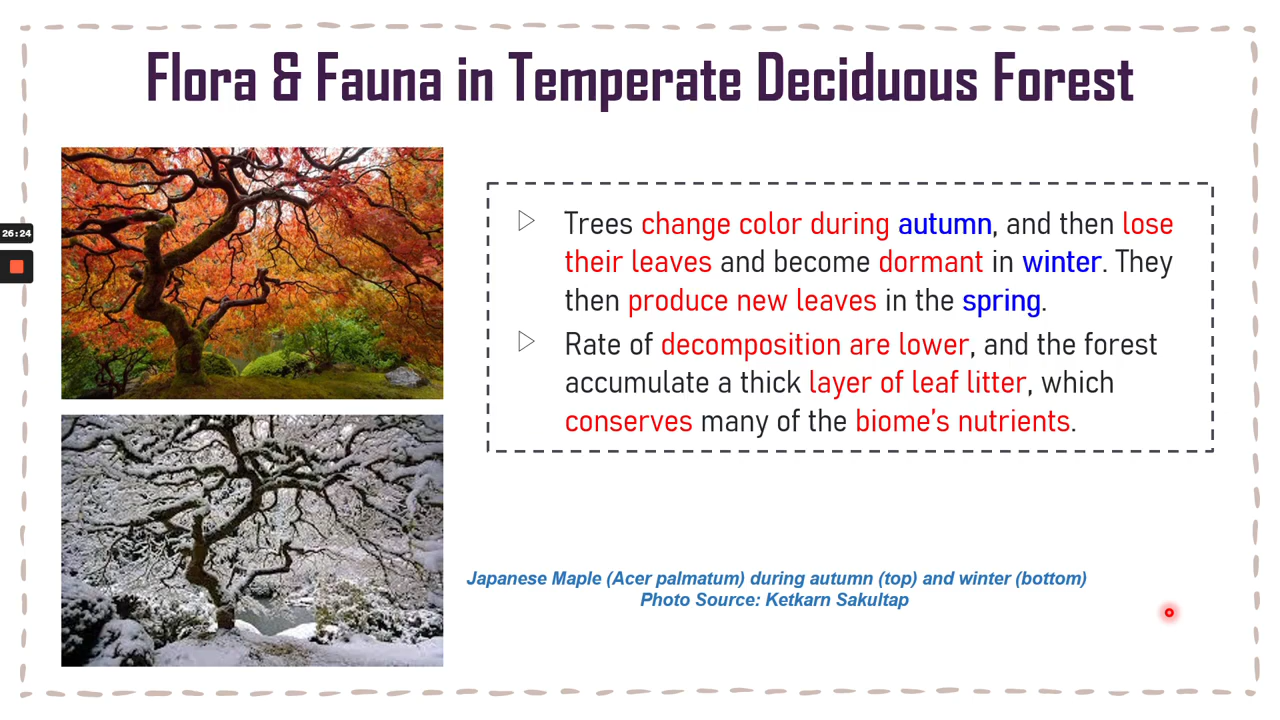 Flora & Fauna in Temperate Deciduous Forest
26:24
Trees change color during autumn, and then lose
their leaves and become dormant in winter. They
then produce new leaves in the spring.
Rate of decomposition are lower, and the forest
accumulate a thick layer of leaf litter, which
conserves many of the biome's nutrients.
Japanese Maple (Acer palmatum) during autumn (top) and winter (bottom)
Photo Source: Ketkarn Sakultap